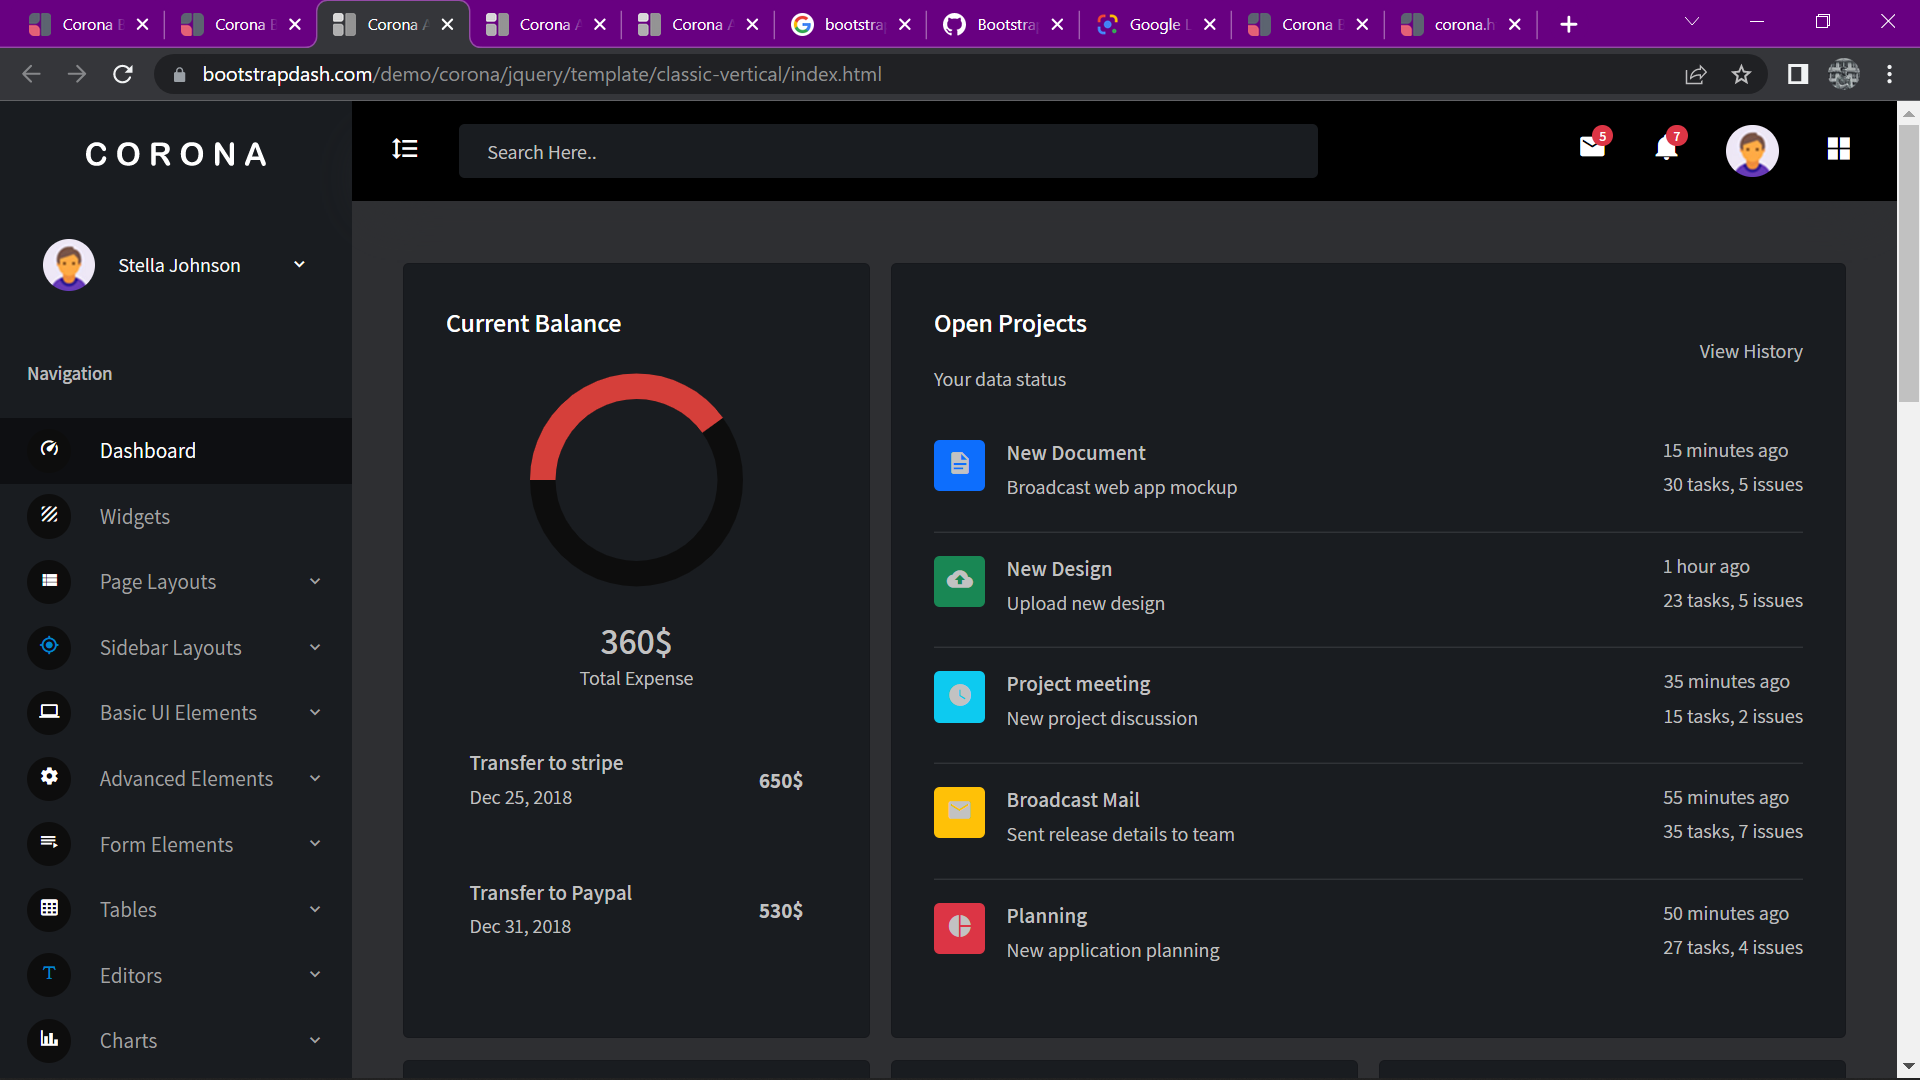 Corona B
Corona B
Corona A
Corona A
Corona A
bootstra
Bootstra
Google L
Corona B
corona.h
bootstrapdash.com/demo/corona/jquery/template/classic-vertical/index.html
CORONA
Search Here..
5
7
Stella Johnson
Navigation
Dashboard
Widgets
Page Layouts
Sidebar Layouts
Basic UI Elements
Advanced Elements
Form Elements
Tables
Editors
Charts
Current Balance
360$
Total Expense
Transfer to stripe
Dec 25, 2018
650$
Transfer to Paypal
Dec 31, 2018
530$
Open Projects
View History
Your data status
New Document
Broadcast web app mockup
15 minutes ago
30 tasks, 5 issues
New Design
Upload new design
1 hour ago
23 tasks, 5 issues
Project meeting
New project discussion
35 minutes ago
15 tasks, 2 issues
Broadcast Mail
Sent release details to team
55 minutes ago
35 tasks, 7 issues
Planning
New application planning
50 minutes ago
27 tasks, 4 issues